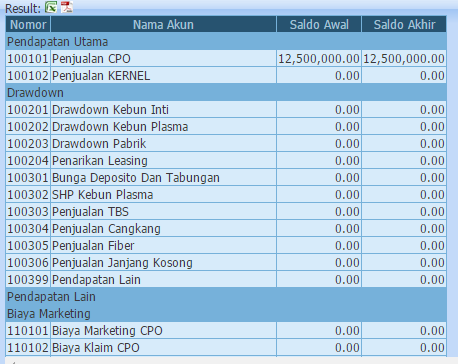 Result:
Nomor Nama Akun Saldo Awal Saldo Akhir
Pendapatan Utama
100101 Penjualan CPO 12,500,000.00 12,500,000.00
100102 Penjualan KERNEL 0.00 0.00
Drawdown
100201 Drawdown Kebun Inti 0.00 0.00
100202 Drawdown Kebun Plasma 0.00 0.00
100203 Drawdown Pabrik 0.00 0.00
100204 Penarikan Leasing 0.00 0.00
100301 Bunga Deposito Dan Tabungan 0.00 0.00
100302 SHP Kebun Plasma 0.00 0.00
100303 Penjualan TBS 0.00 0.00
100304 Penjualan Cangkang 0.00 0.00
100305 Penjualan Fiber 0.00 0.00
100306 Penjualan Janjang Kosong 0.00 0.00
100399 Pendapatan Lain 0.00 0.00
Pendapatan Lain
Biaya Marketing
110101 Biaya Marketing CPO 0.00 0.00
110102 Biaya Klaim CPO 0.00 0.00